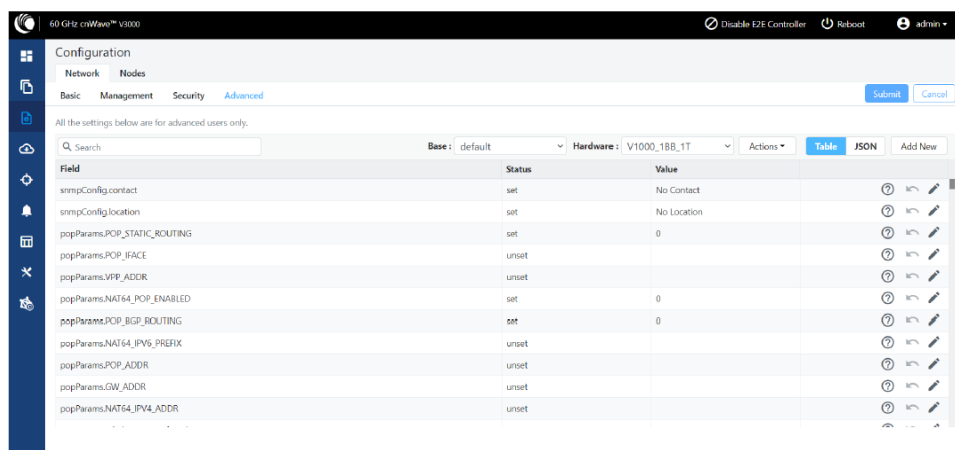 60 GHz cnWave™ V3000 Disable E2E Controller Reboot admin
Configuration
Network Nodes
Basic Management Security Advanced Submit Cancel
All the settings below are for advanced users only.
Search Base : default Hardware : V1000_1BB_1T Actions Table JSON Add New
Field Status Value
snmpConfig.contact set No Contact
snmpConfig.location set No Location
popParams.POP_STATIC_ROUTING set 0
popParams.POP_IFACE unset
popParams.VPP_ADDR unset
popParams.NAT64_POP_ENABLED set 0
popParams.POP_BGP_ROUTING set 0
popParams.NAT64_IPV6_PREFIX unset
popParams.POP_ADDR unset
popParams.GW_ADDR unset
popParams.NAT64_IPV4_ADDR unset